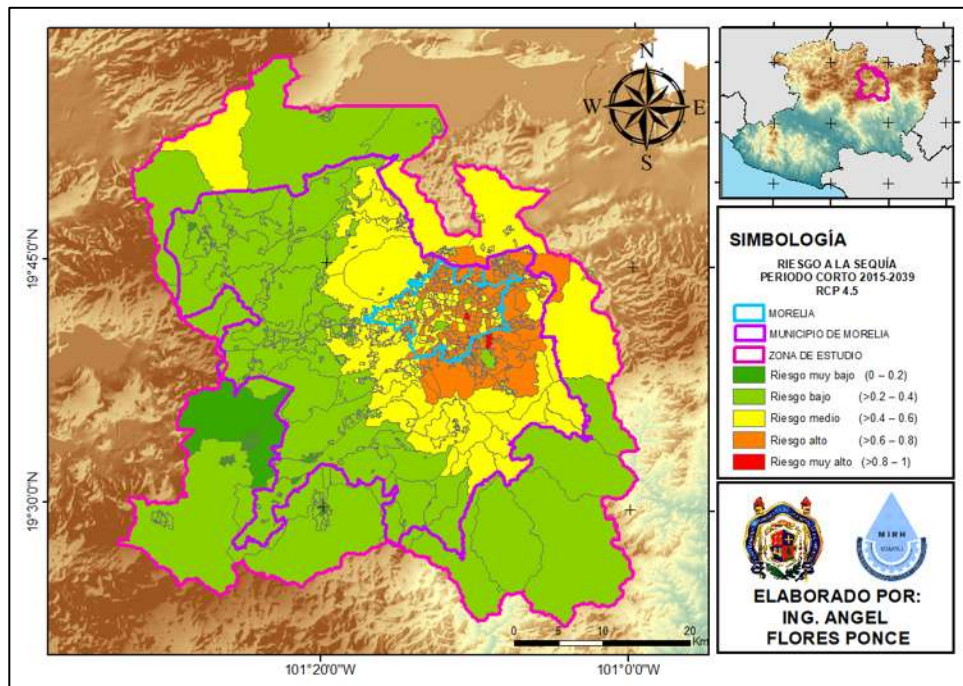 N
W E
S
19°45'0"N
19°30'0"N
101°20'0"W
101°0'0"W
0 5 10 20
Km
SIMBOLOGÍA
RIESGO A LA SEQUÍA
PERIODO CORTO 2015-2039
RCP 4.5
MORELIA
MUNICIPIO DE MORELIA
ZONA DE ESTUDIO
Riesgo muy bajo (0 – 0.2)
Riesgo bajo (>0.2 – 0.4)
Riesgo medio (>0.4 – 0.6)
Riesgo alto (>0.6 – 0.8)
Riesgo muy alto (>0.8 – 1)
MIRH
ELABORADO POR:
ING. ANGEL
FLORES PONCE